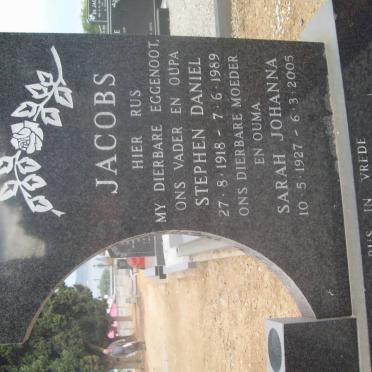 JACOBS
HIER RUS
MY DIERBARE EGGENOOT,
ONS VADER EN OUPA
STEPHEN DANIEL
27·8·1918 - 7·6·1989
ONS DIERBARE MOEDER
EN OUMA
SARAH JOHANNA
10·5·1927 - 6·3·2005
RUS IN VREDE